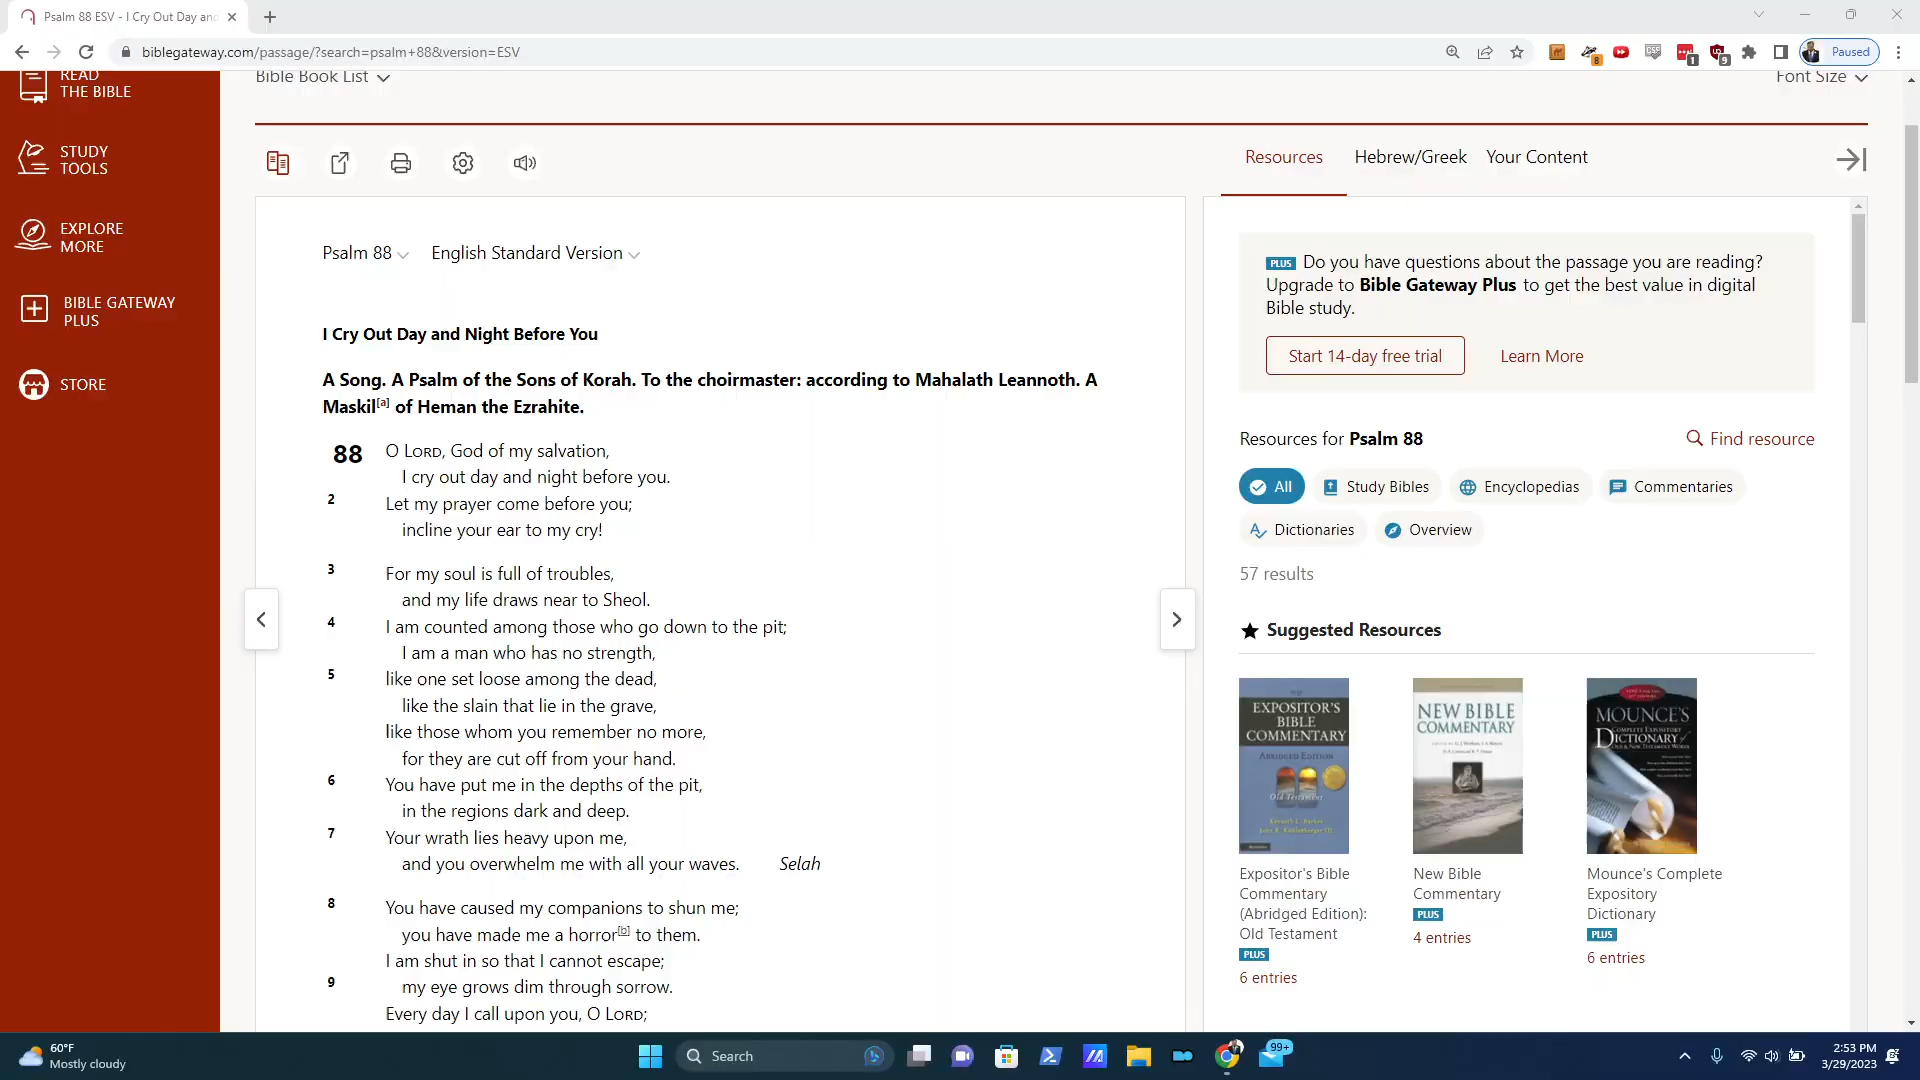 Psalm 88 ESV - I Cry Out Day and
biblegateway.com/passage/?search=psalm+88&version=ESV
8
1
9
Paused
READ
THE BIBLE
STUDY
TOOLS
EXPLORE
MORE
BIBLE GATEWAY
PLUS
STORE
Bible Book List
Font Size
Resources
Hebrew/Greek
Your Content
Psalm 88
English Standard Version
I Cry Out Day and Night Before You
A Song. A Psalm of the Sons of Korah. To the choirmaster: according to Mahalath Leannoth. A
Maskil[a] of Heman the Ezrahite.
88 O LORD, God of my salvation,
I cry out day and night before you.
2 Let my prayer come before you;
incline your ear to my cry!
3 For my soul is full of troubles,
and my life draws near to Sheol.
4 I am counted among those who go down to the pit;
I am a man who has no strength,
5 like one set loose among the dead,
like the slain that lie in the grave,
like those whom you remember no more,
for they are cut off from your hand.
6 You have put me in the depths of the pit,
in the regions dark and deep.
7 Your wrath lies heavy upon me,
and you overwhelm me with all your waves. Selah
8 You have caused my companions to shun me;
you have made me a horror[b] to them.
I am shut in so that I cannot escape;
9 my eye grows dim through sorrow.
Every day I call upon you, O LORD;
PLUS Do you have questions about the passage you are reading?
Upgrade to Bible Gateway Plus to get the best value in digital
Bible study.
Start 14-day free trial
Learn More
Resources for Psalm 88
Find resource
All
Study Bibles
Encyclopedias
Commentaries
Dictionaries
Overview
57 results
Suggested Resources
EXPOSITOR'S
BIBLE
COMMENTARY
ABRIDGED EDITION
Old Testament
NEW BIBLE
COMMENTARY
MOUNCE'S
COMPLETE EXPOSITORY
DICTIONARY of
OLD & NEW TESTAMENT WORDS
Expositor's Bible
Commentary
(Abridged Edition):
Old Testament
PLUS
6 entries
New Bible
Commentary
PLUS
4 entries
Mounce's Complete
Expository
Dictionary
PLUS
6 entries
60°F
Mostly cloudy
Search
99+
2:53 PM
3/29/2023